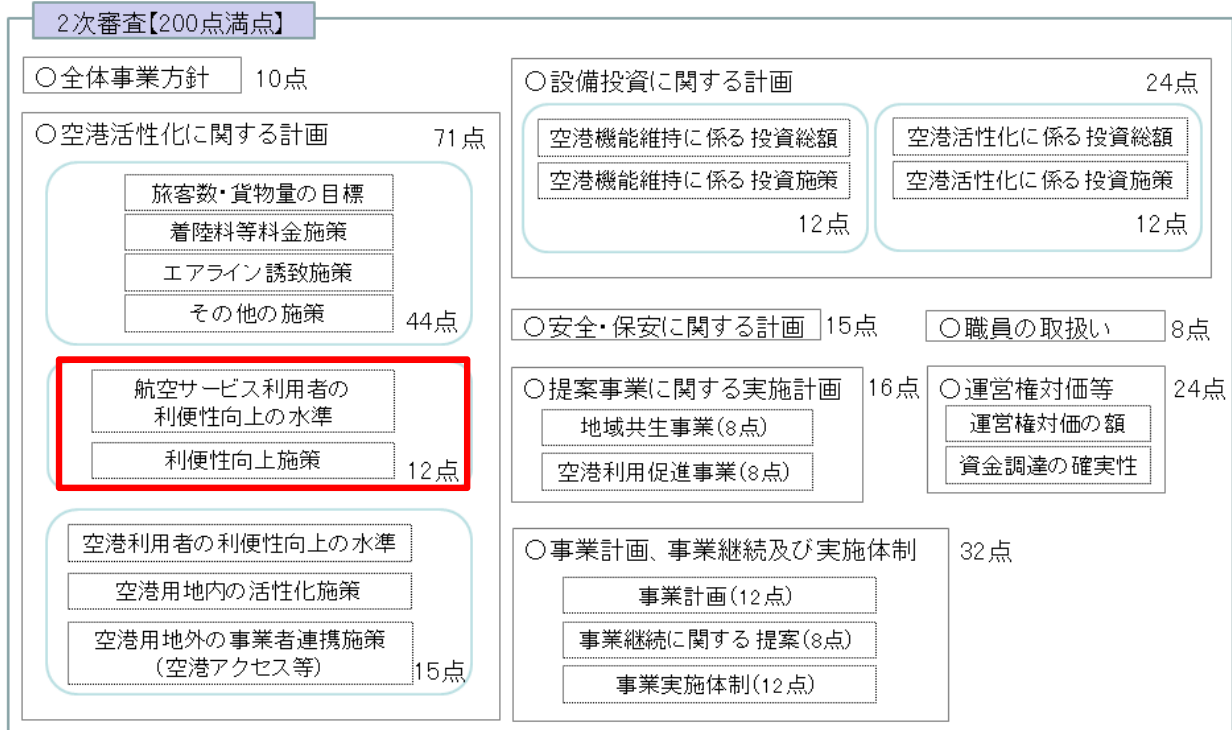 2次審査【200点満点】
○全体事業方針 10点
○空港活性化に関する計画 71点
旅客数・貨物量の目標
着陸料等料金施策
エアライン誘致施策
その他の施策
44点
航空サービス利用者の
利便性向上の水準
利便性向上施策
12点
空港利用者の利便性向上の水準
空港用地内の活性化施策
空港用地外の事業者連携施策
(空港アクセス等)
15点
○設備投資に関する計画 24点
空港機能維持に係る投資総額
空港機能維持に係る投資施策
12点
空港活性化に係る投資総額
空港活性化に係る投資施策
12点
○安全・保安に関する計画 15点
○職員の取扱い 8点
○提案事業に関する実施計画 16点
地域共生事業(8点)
空港利用促進事業(8点)
○運営権対価等 24点
運営権対価の額
資金調達の確実性
○事業計画、事業継続及び実施体制 32点
事業計画(12点)
事業継続に関する提案(8点)
事業実施体制(12点)